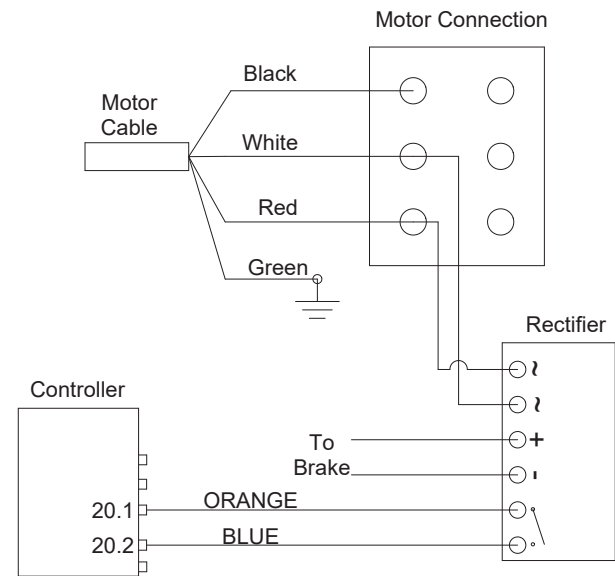 Motor Connection
Black
Motor
Cable
White
Red
Green
Rectifier
~
~
Controller
+
To
Brake
-
ORANGE
20.1
BLUE
20.2